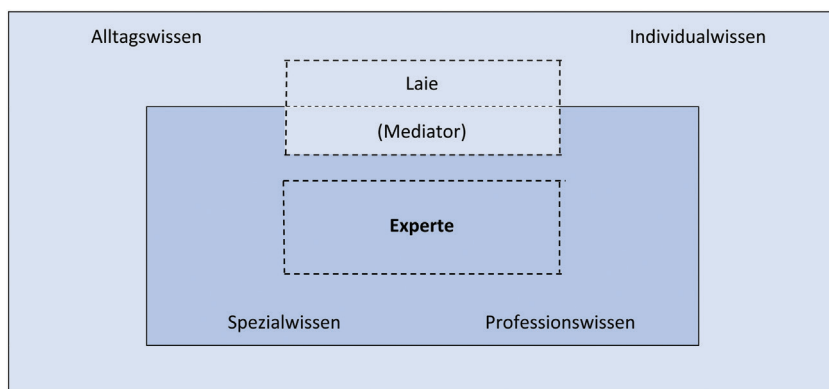 Alltagswissen
Individualwissen
Laie
(Mediator)
Experte
Spezialwissen
Professionswissen